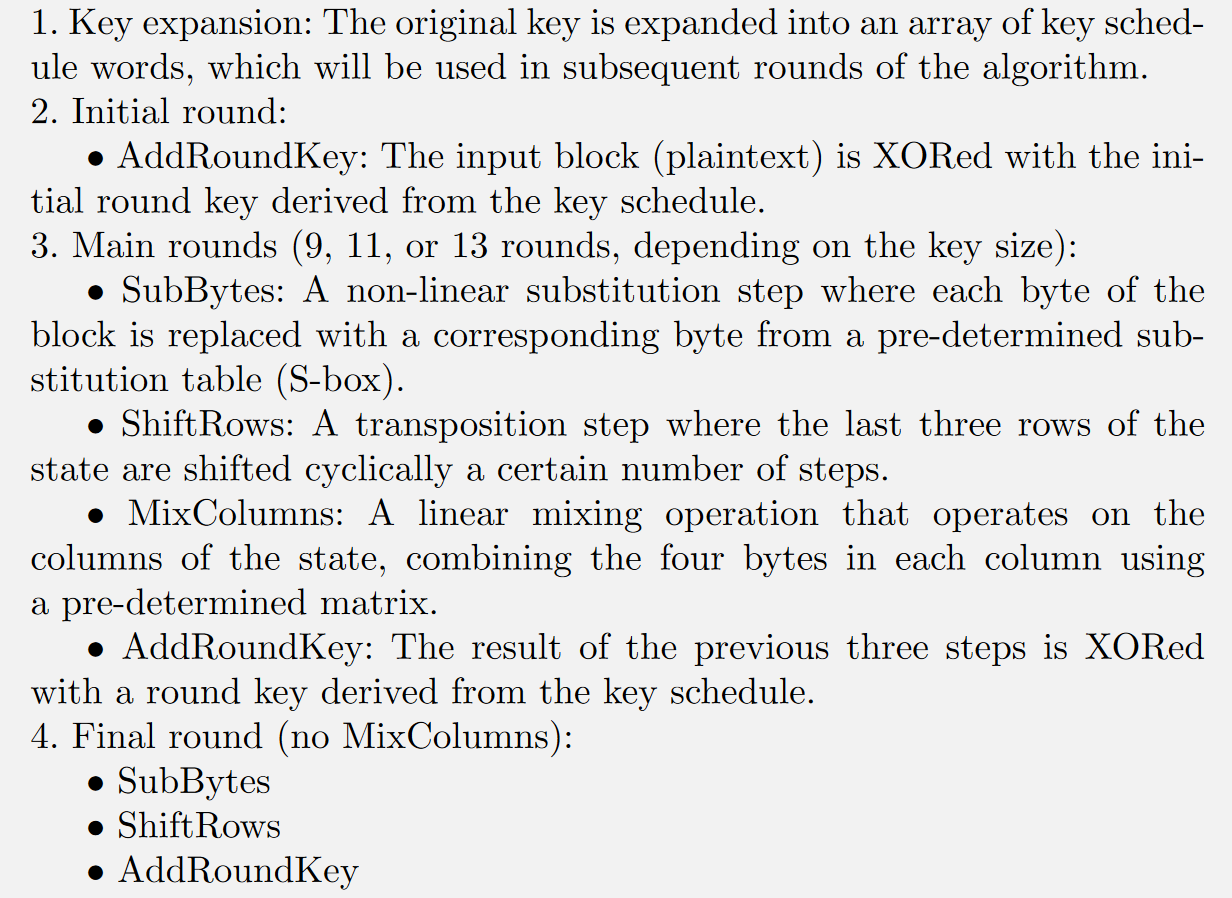 1. Key expansion: The original key is expanded into an array of key sched-
ule words, which will be used in subsequent rounds of the algorithm.
2. Initial round:
• AddRoundKey: The input block (plaintext) is XORed with the ini-
tial round key derived from the key schedule.
3. Main rounds (9, 11, or 13 rounds, depending on the key size):
• SubBytes: A non-linear substitution step where each byte of the
block is replaced with a corresponding byte from a pre-determined sub-
stitution table (S-box).
• ShiftRows: A transposition step where the last three rows of the
state are shifted cyclically a certain number of steps.
• MixColumns: A linear mixing operation that operates on the
columns of the state, combining the four bytes in each column using
a pre-determined matrix.
• AddRoundKey: The result of the previous three steps is XORed
with a round key derived from the key schedule.
4. Final round (no MixColumns):
• SubBytes
• ShiftRows
• AddRoundKey